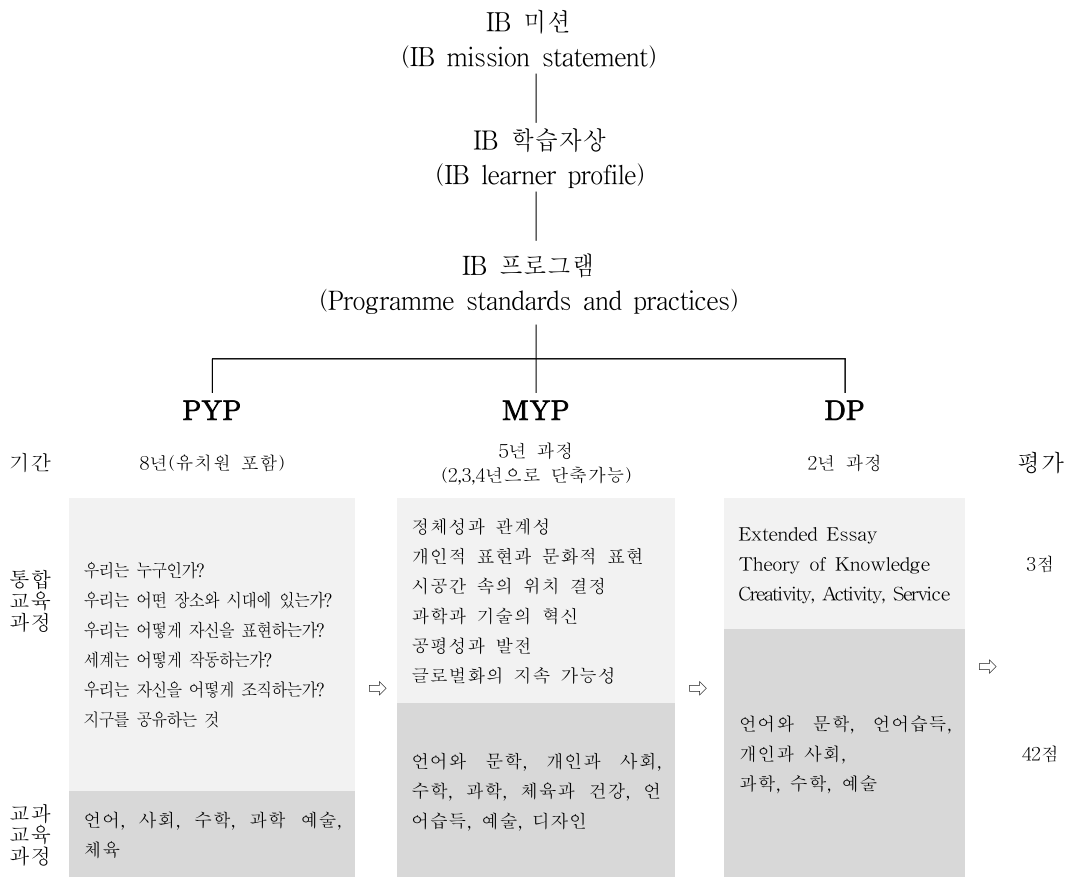 IB 미션
(IB mission statement)
IB 학습자상
(IB learner profile)
IB 프로그램
(Programme standards and practices)
PYP
MYP
DP
기간
8년(유치원 포함)
5년 과정
(2,3,4년으로 단축가능)
2년 과정
평가
통합
교육
과정
우리는 누구인가?
우리는 어떤 장소와 시대에 있는가?
우리는 어떻게 자신을 표현하는가?
세계는 어떻게 작동하는가?
우리는 자신을 어떻게 조직하는가?
지구를 공유하는 것
⇨
정체성과 관계성
개인적 표현과 문화적 표현
시공간 속의 위치 결정
과학과 기술의 혁신
공평성과 발전
글로벌화의 지속 가능성
⇨
Extended Essay
Theory of Knowledge
Creativity, Activity, Service
⇨
3점
교과
교육
과정
언어, 사회, 수학, 과학 예술,
체육
언어와 문학, 개인과 사회,
수학, 과학, 체육과 건강, 언
어습득, 예술, 디자인
언어와 문학, 언어습득,
개인과 사회,
과학, 수학, 예술
42점